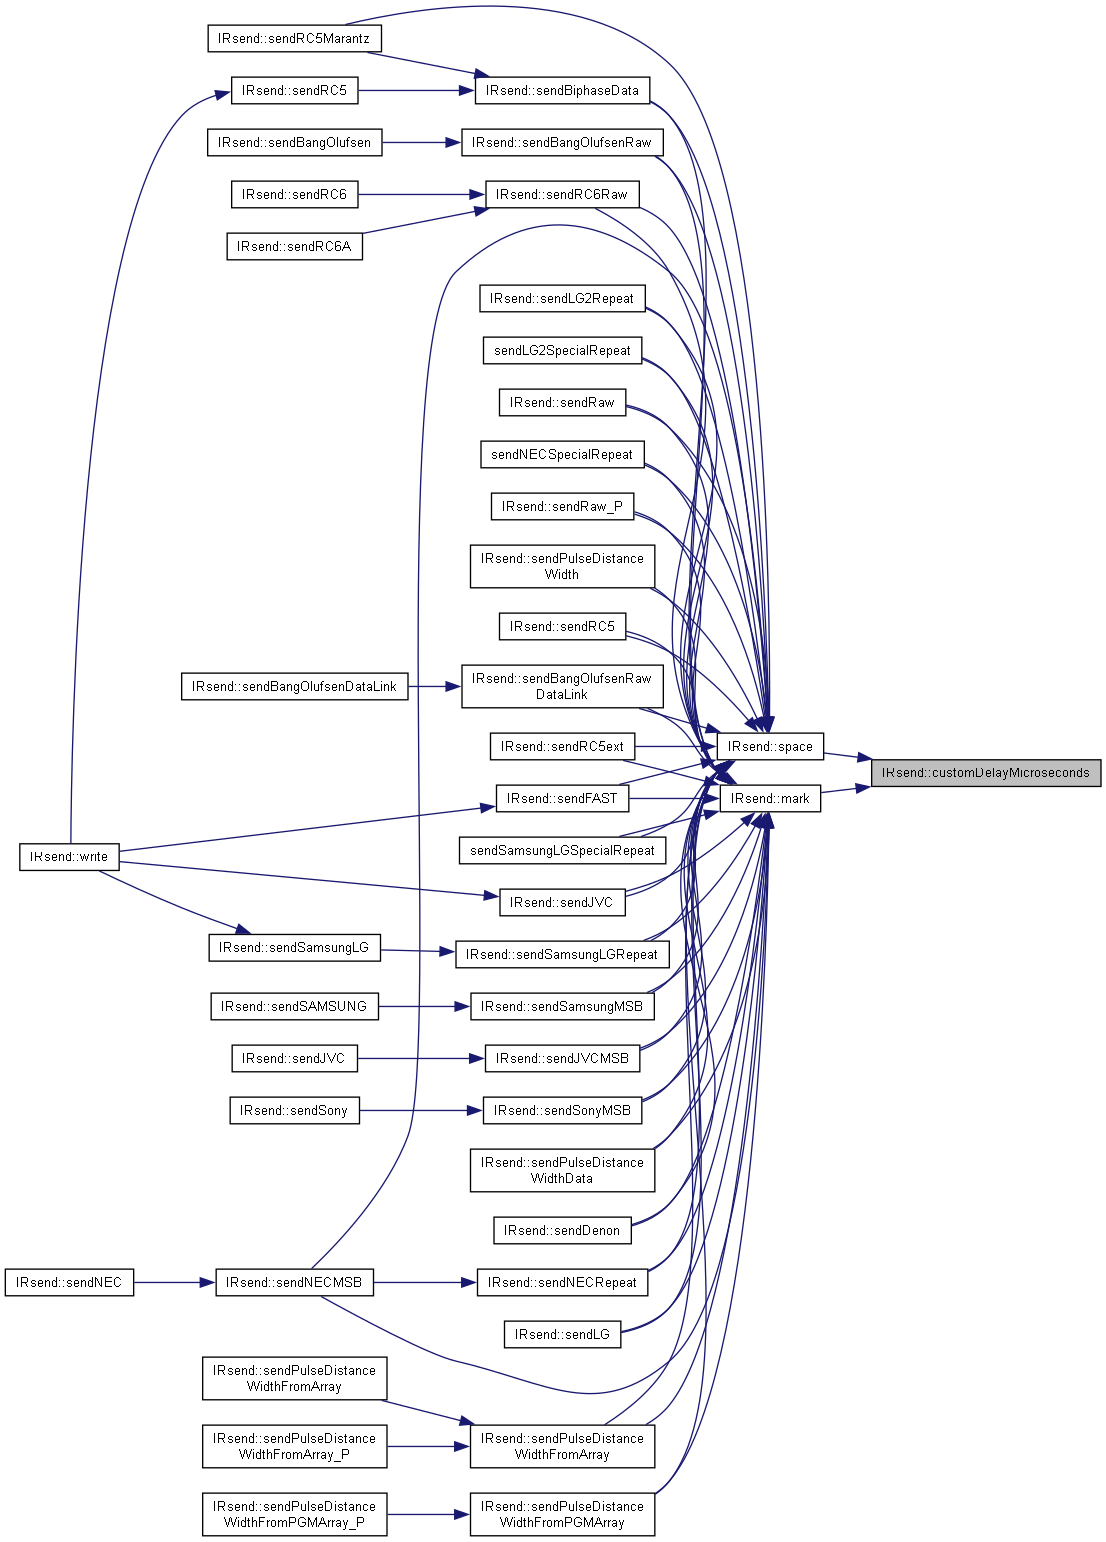 IRsend::sendRC5Marantz
IRsend::sendRC5
IRsend::sendBiphaseData
IRsend::sendBangOlufsen
IRsend::sendBangOlufsenRaw
IRsend::sendRC6
IRsend::sendRC6Raw
IRsend::sendRC6A
IRsend::sendLG2Repeat
sendLG2SpecialRepeat
IRsend::sendRaw
sendNECSpecialRepeat
IRsend::sendRaw_P
IRsend::sendPulseDistance
Width
IRsend::sendRC5
IRsend::sendBangOlufsenDataLink
IRsend::sendBangOlufsenRaw
DataLink
IRsend::sendRC5ext
IRsend::space
IRsend::customDelayMicroseconds
IRsend::sendFAST
IRsend::mark
IRsend::write
sendSamsungLGSpecialRepeat
IRsend::sendJVC
IRsend::sendSamsungLG
IRsend::sendSamsungLGRepeat
IRsend::sendSAMSUNG
IRsend::sendSamsungMSB
IRsend::sendJVC
IRsend::sendJVCMSB
IRsend::sendSony
IRsend::sendSonyMSB
IRsend::sendPulseDistance
WidthData
IRsend::sendDenon
IRsend::sendNEC
IRsend::sendNECMSB
IRsend::sendNECRepeat
IRsend::sendLG
IRsend::sendPulseDistance
WidthFromArray
IRsend::sendPulseDistance
WidthFromArray_P
IRsend::sendPulseDistance
WidthFromArray
IRsend::sendPulseDistance
WidthFromPGMArray_P
IRsend::sendPulseDistance
WidthFromPGMArray